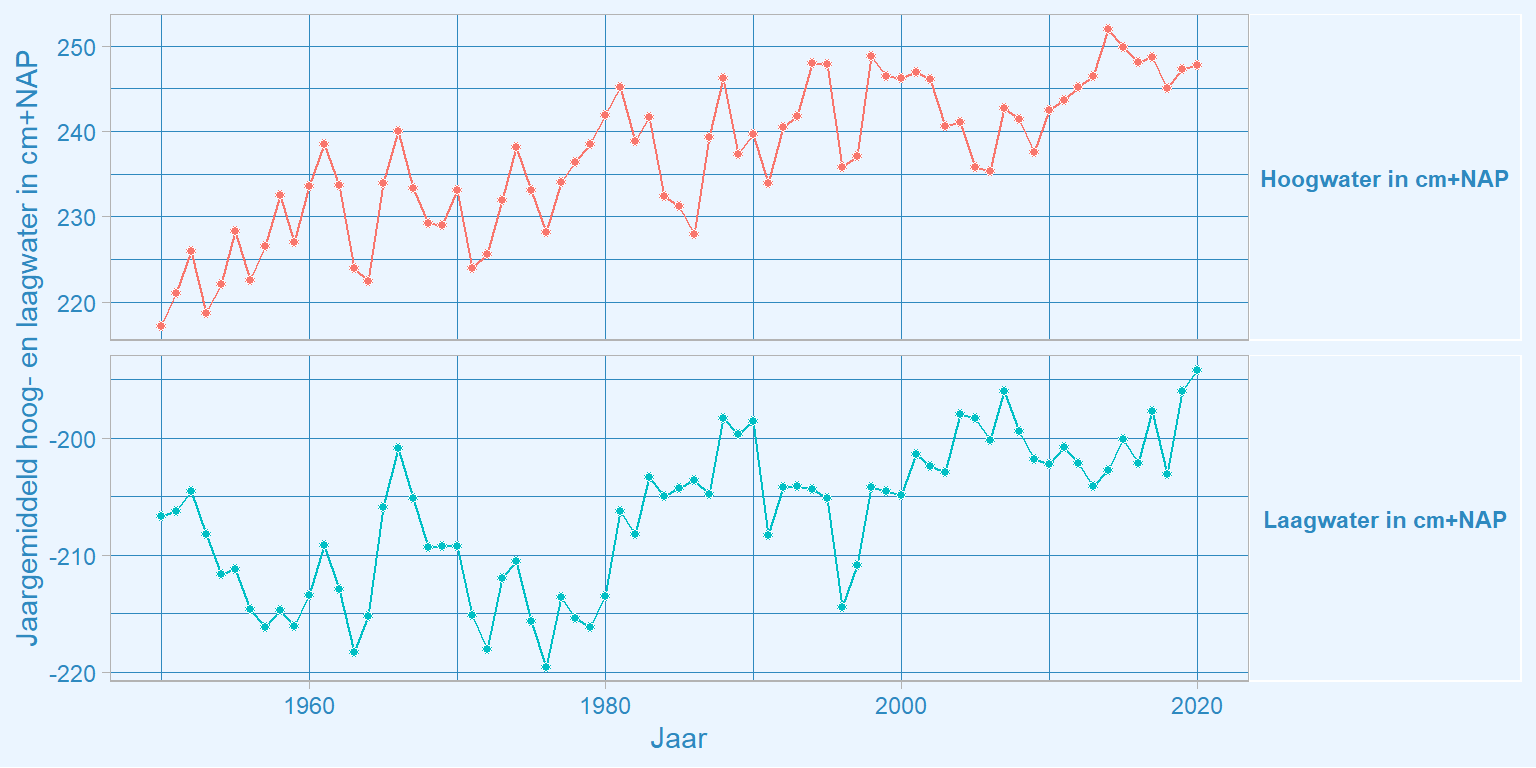 Jaargemiddeld hoog- en laagwater in cm+NAP
250
240
230
220
Hoogwater in cm+NAP
-200
-210
-220
Laagwater in cm+NAP
1960 1980 2000 2020
Jaar